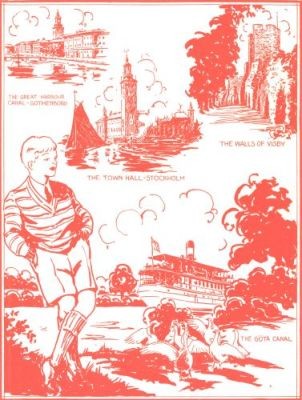 THE GREAT HARBOUR
CANAL - GOTHENBORG
THE WALLS OF VISBY
THE TOWN HALL - STOCKHOLM
THE GÖTA CANAL